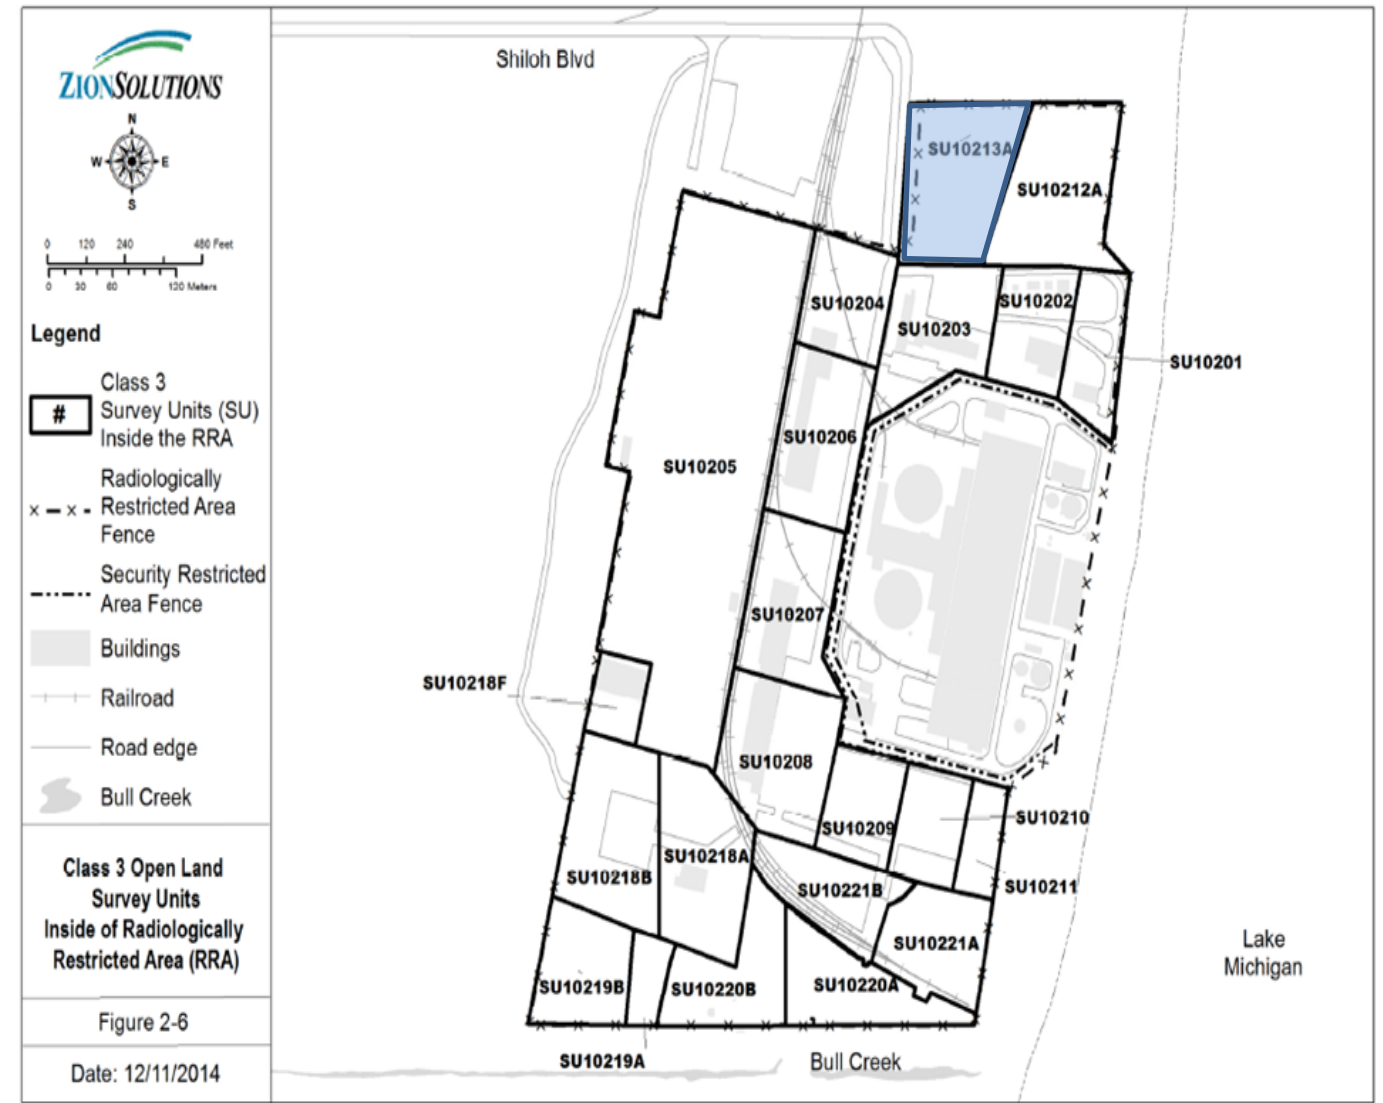 ZIONSOLUTIONS
N
W E
S
0 120 240 480 Feet
0 30 60 120 Meters
Legend
#
Class 3
Survey Units (SU)
Inside the RRA
Radiologically
Restricted Area
Fence
Security Restricted
Area Fence
Buildings
Railroad
Road edge
Bull Creek
Class 3 Open Land
Survey Units
Inside of Radiologically
Restricted Area (RRA)
Figure 2-6
Date: 12/11/2014
Shiloh Blvd
SU10213A
SU10212A
SU10204
SU10203
SU10202
SU10201
SU10206
SU10205
SU10207
SU10218F
SU10208
SU10209
SU10210
SU10218A
SU10218B
SU10221B
SU10211
SU10221A
SU10219B
SU10220B
SU10220A
SU10219A
Lake
Michigan
Bull Creek